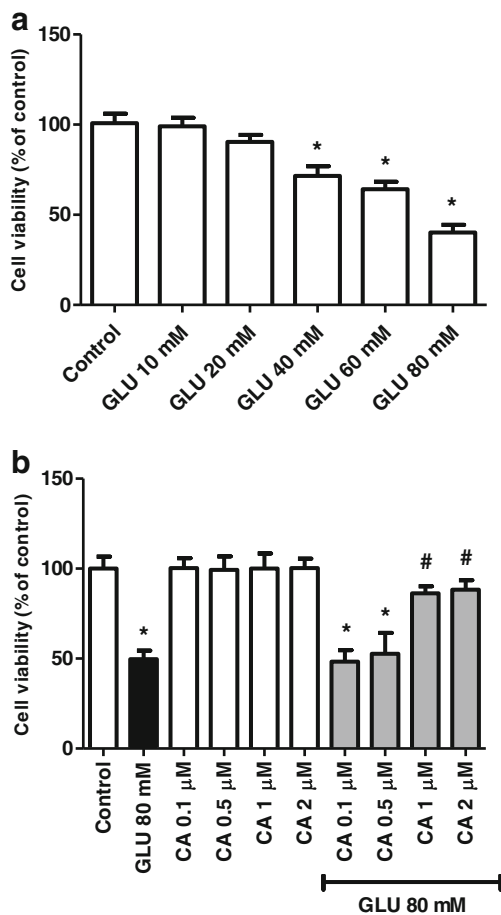 a
Cell viability (% of control)
150
100
50
0
*
*
*
Control
GLU 10 mM
GLU 20 mM
GLU 40 mM
GLU 60 mM
GLU 80 mM
b
Cell viability (% of control)
150
100
50
0
*
*
*
#
#
Control
GLU 80 mM
CA 0.1 μM
CA 0.5 μM
CA 1 μM
CA 2 μM
CA 0.1 μM
CA 0.5 μM
CA 1 μM
CA 2 μM
GLU 80 mM